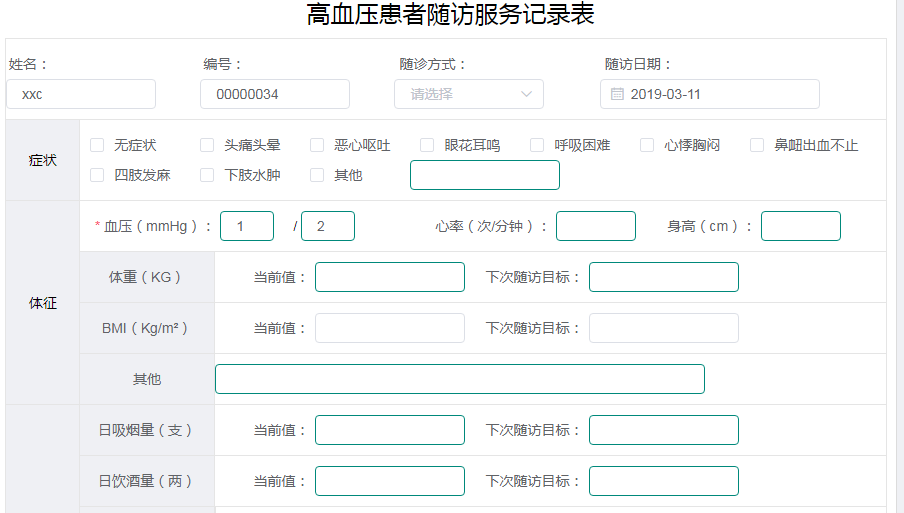 高血压患者随访服务记录表
姓名： 编号： 随诊方式： 随访日期：
xxc 00000034 请选择 2019-03-11
症状
无症状 头痛头晕 恶心呕吐 眼花耳鸣 呼吸困难 心悸胸闷 鼻衄出血不止
四肢发麻 下肢水肿 其他
体征
* 血压（mmHg）： 1 / 2 心率（次/分钟）： 身高（cm）：
体重（KG） 当前值： 下次随访目标：
BMI（Kg/m²） 当前值： 下次随访目标：
其他
日吸烟量（支） 当前值： 下次随访目标：
日饮酒量（两） 当前值： 下次随访目标：